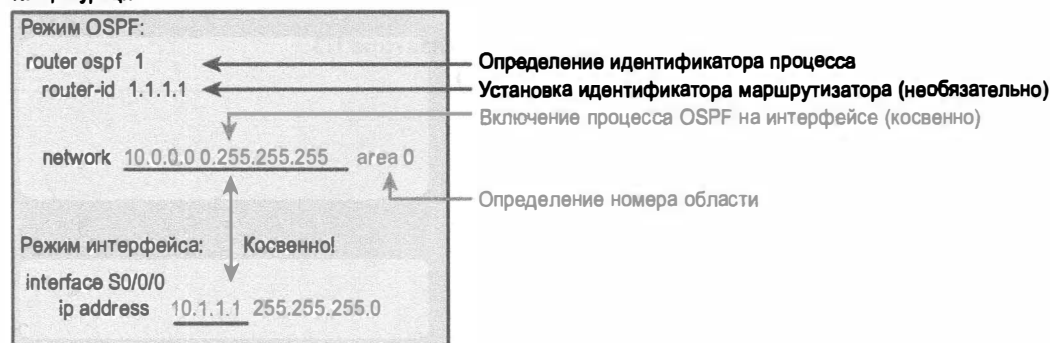 Режим OSPF:
router ospf 1
Определение идентификатора процесса
router-id 1.1.1.1
Установка идентификатора маршрутизатора (необязательно)
Включение процесса OSPF на интерфейсе (косвенно)
network 10.0.0.0 0.255.255.255 area 0
Определение номера области
Режим интерфейса: Косвенно!
interface S0/0/0
ip address 10.1.1.1 255.255.255.0